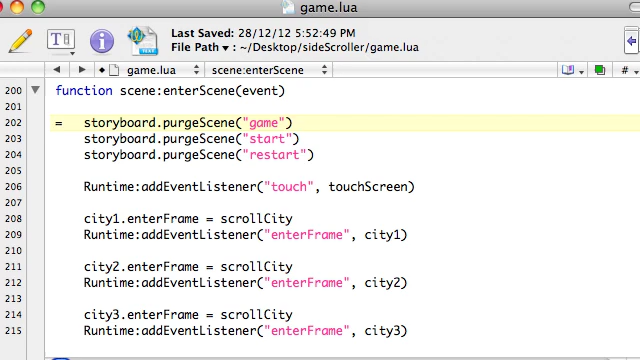 game.lua
Last Saved: 28/12/12 5:52:49 PM
File Path ▾ : ~/Desktop/sideScroller/game.lua
T
i
game.lua
scene:enterScene
#
200 function scene:enterScene(event)
201
202 = storyboard.purgeScene("game")
203 storyboard.purgeScene("start")
204 storyboard.purgeScene("restart")
205
206 Runtime:addEventListener("touch", touchScreen)
207
208 city1.enterFrame = scrollCity
209 Runtime:addEventListener("enterFrame", city1)
210
211 city2.enterFrame = scrollCity
212 Runtime:addEventListener("enterFrame", city2)
213
214 city3.enterFrame = scrollCity
215 Runtime:addEventListener("enterFrame", city3)